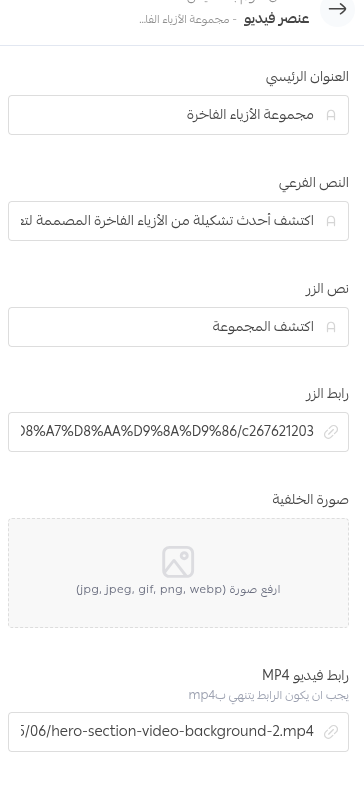 عنصر فيديو - مجموعة الأزياء الفا...
العنوان الرئيسي
مجموعة الأزياء الفاخرة
النص الفرعي
اكتشف أحدث تشكيلة من الأزياء الفاخرة المصممة لتع
نص الزر
اكتشف المجموعة
رابط الزر
D8%A7%D8%AA%D9%8A%D9%86/c267621203
صورة الخلفية
ارفع صورة (jpg, jpeg, gif, png, webp)
رابط فيديو MP4
يجب ان يكون الرابط يتنهي بـmp4
5/06/hero-section-video-background-2.mp4